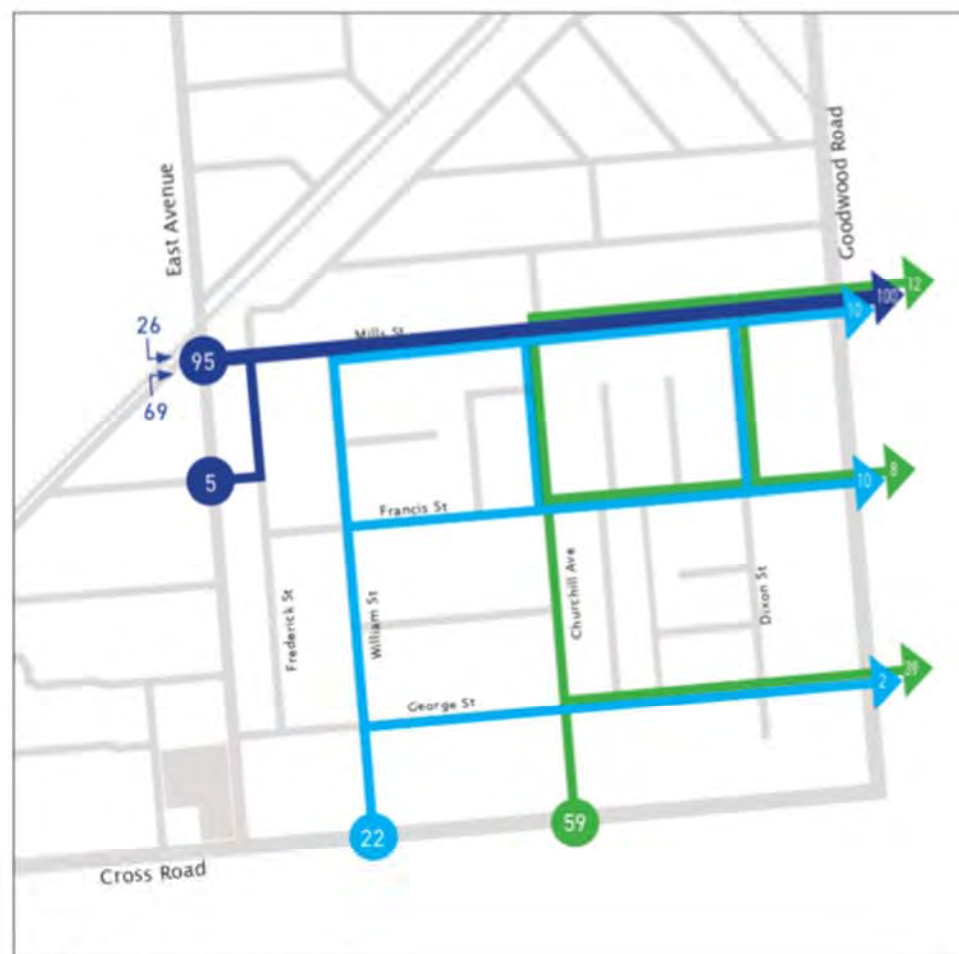 East Avenue
Goodwood Road
12
100
10
Mills St
26
95
69
5
8
10
Francis St
Frederick St
William St
Churchill Ave
Dixon St
39
2
George St
22
59
Cross Road